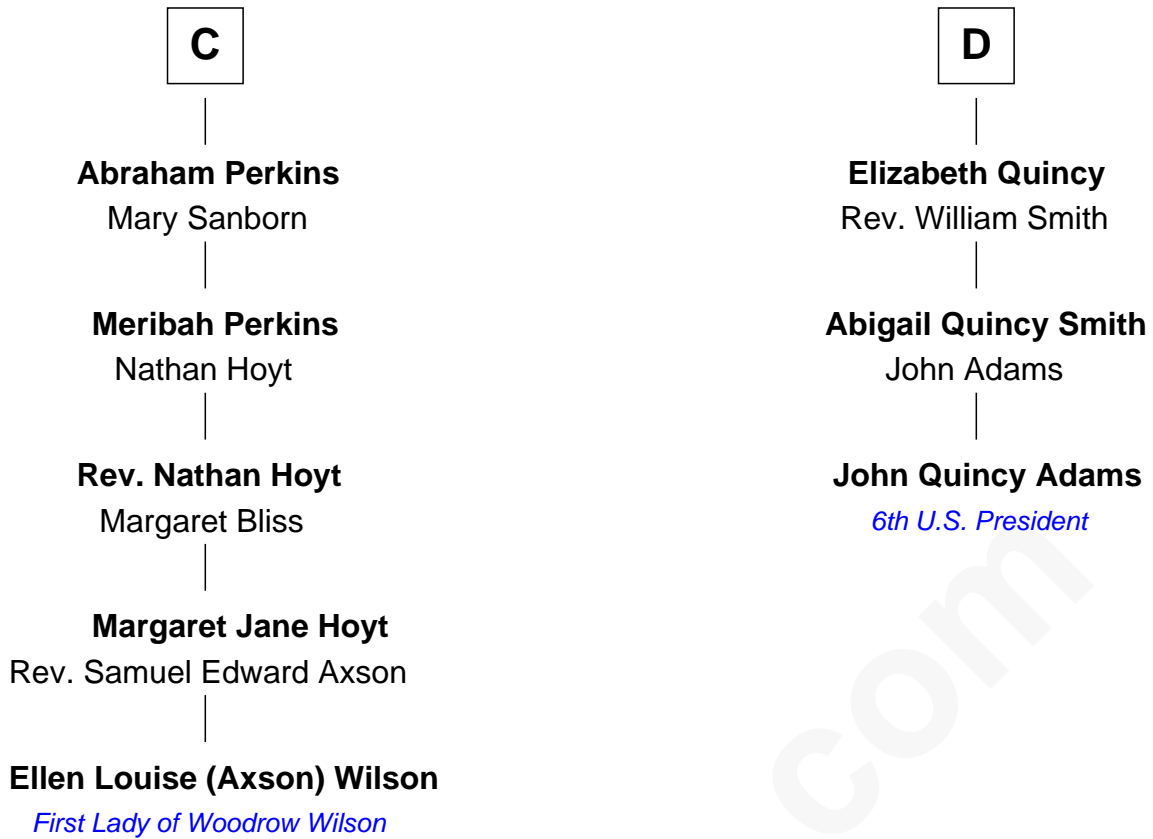 C
Abraham Perkins
Mary Sanborn
Meribah Perkins
Nathan Hoyt
Rev. Nathan Hoyt
Margaret Bliss
Margaret Jane Hoyt
Rev. Samuel Edward Axson
Ellen Louise (Axson) Wilson
First Lady of Woodrow Wilson
D
Elizabeth Quincy
Rev. William Smith
Abigail Quincy Smith
John Adams
John Quincy Adams
6th U.S. President
com